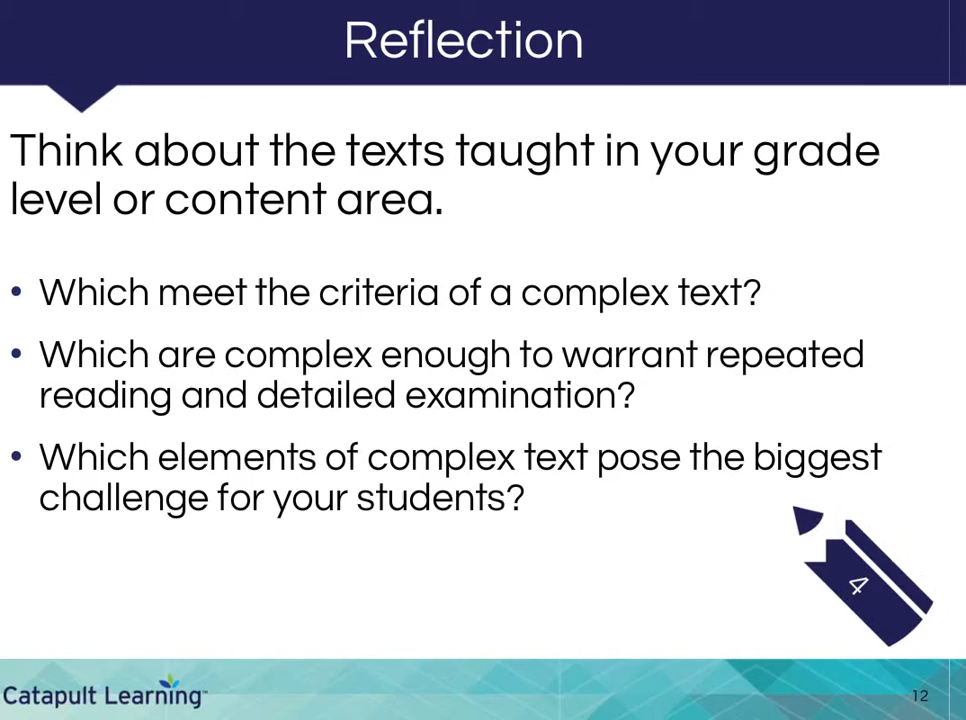 Reflection
Think about the texts taught in your grade
level or content area.
• Which meet the criteria of a complex text?
• Which are complex enough to warrant repeated
reading and detailed examination?
• Which elements of complex text pose the biggest
challenge for your students?
4
Catapult Learning™
12